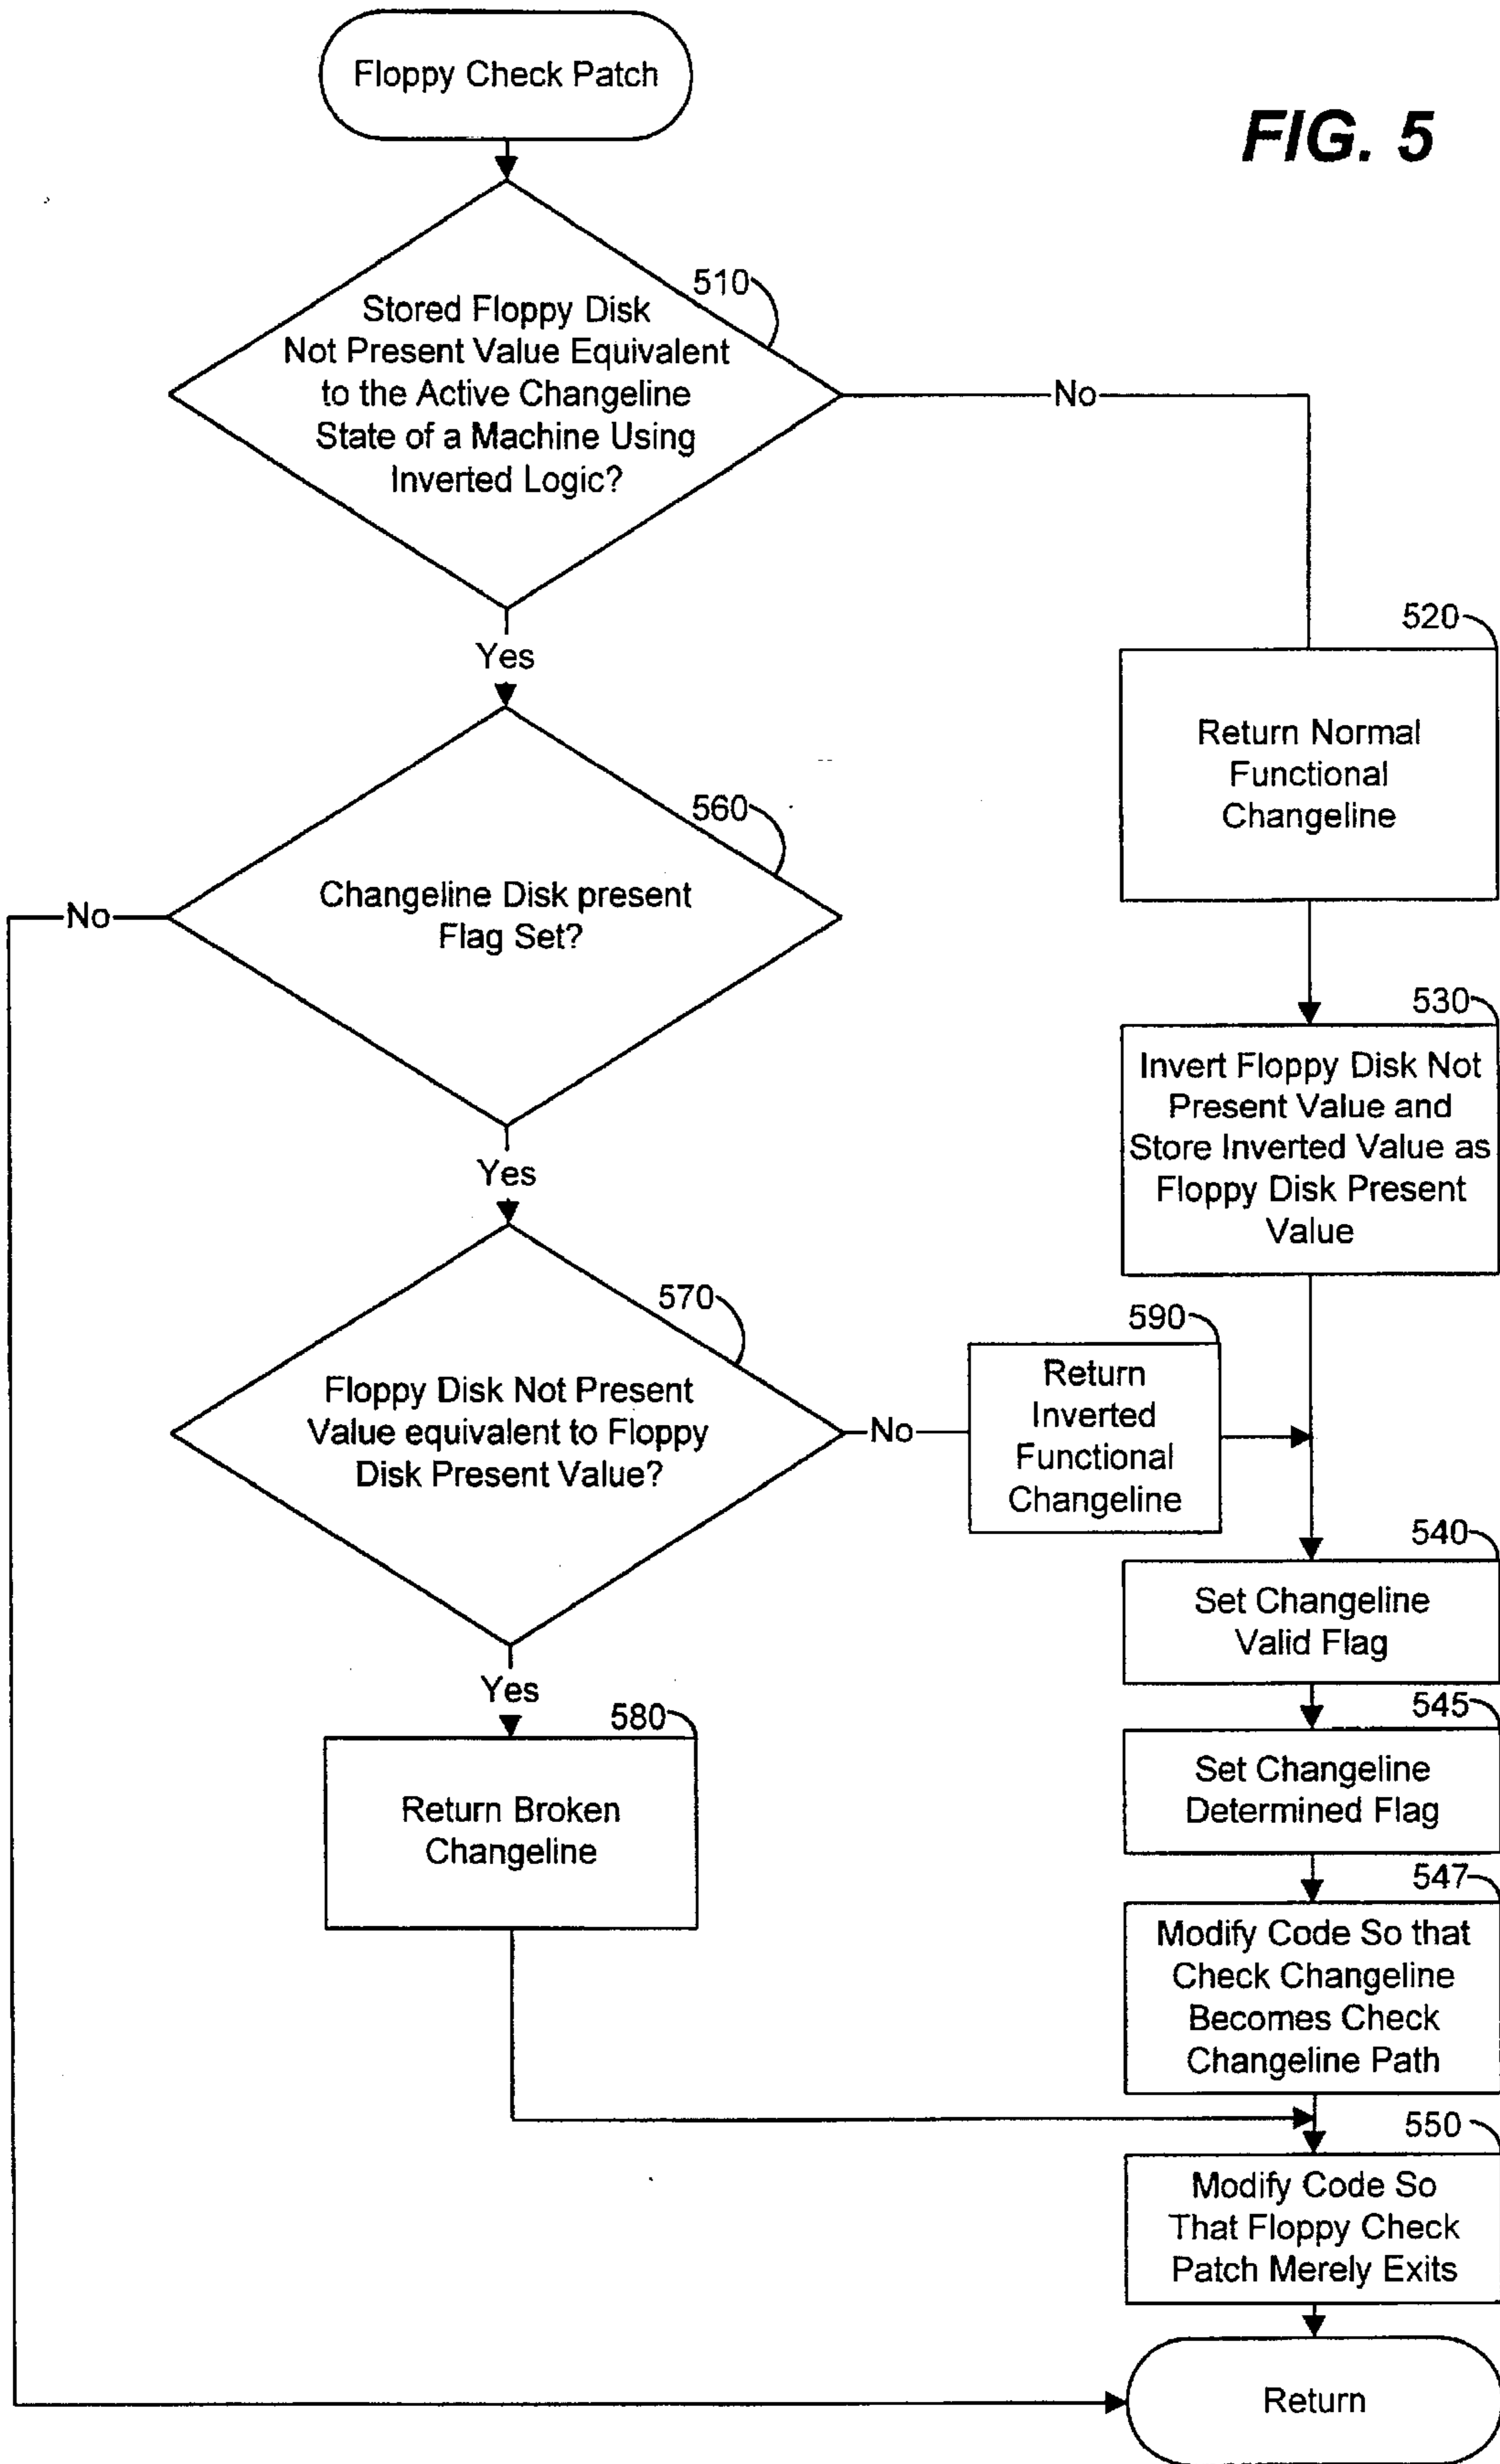 Floppy Check Patch
FIG. 5
510
Stored Floppy Disk
Not Present Value Equivalent
to the Active Changeline
State of a Machine Using
Inverted Logic?
No
Yes
520
Return Normal
Functional
Changeline
560
Changeline Disk present
Flag Set?
No
Yes
530
Invert Floppy Disk Not
Present Value and
Store Inverted Value as
Floppy Disk Present
Value
570
Floppy Disk Not Present
Value equivalent to Floppy
Disk Present Value?
No
Yes
590
Return
Inverted
Functional
Changeline
540
Set Changeline
Valid Flag
580
Return Broken
Changeline
545
Set Changeline
Determined Flag
547
Modify Code So that
Check Changeline
Becomes Check
Changeline Path
550
Modify Code So
That Floppy Check
Patch Merely Exits
Return